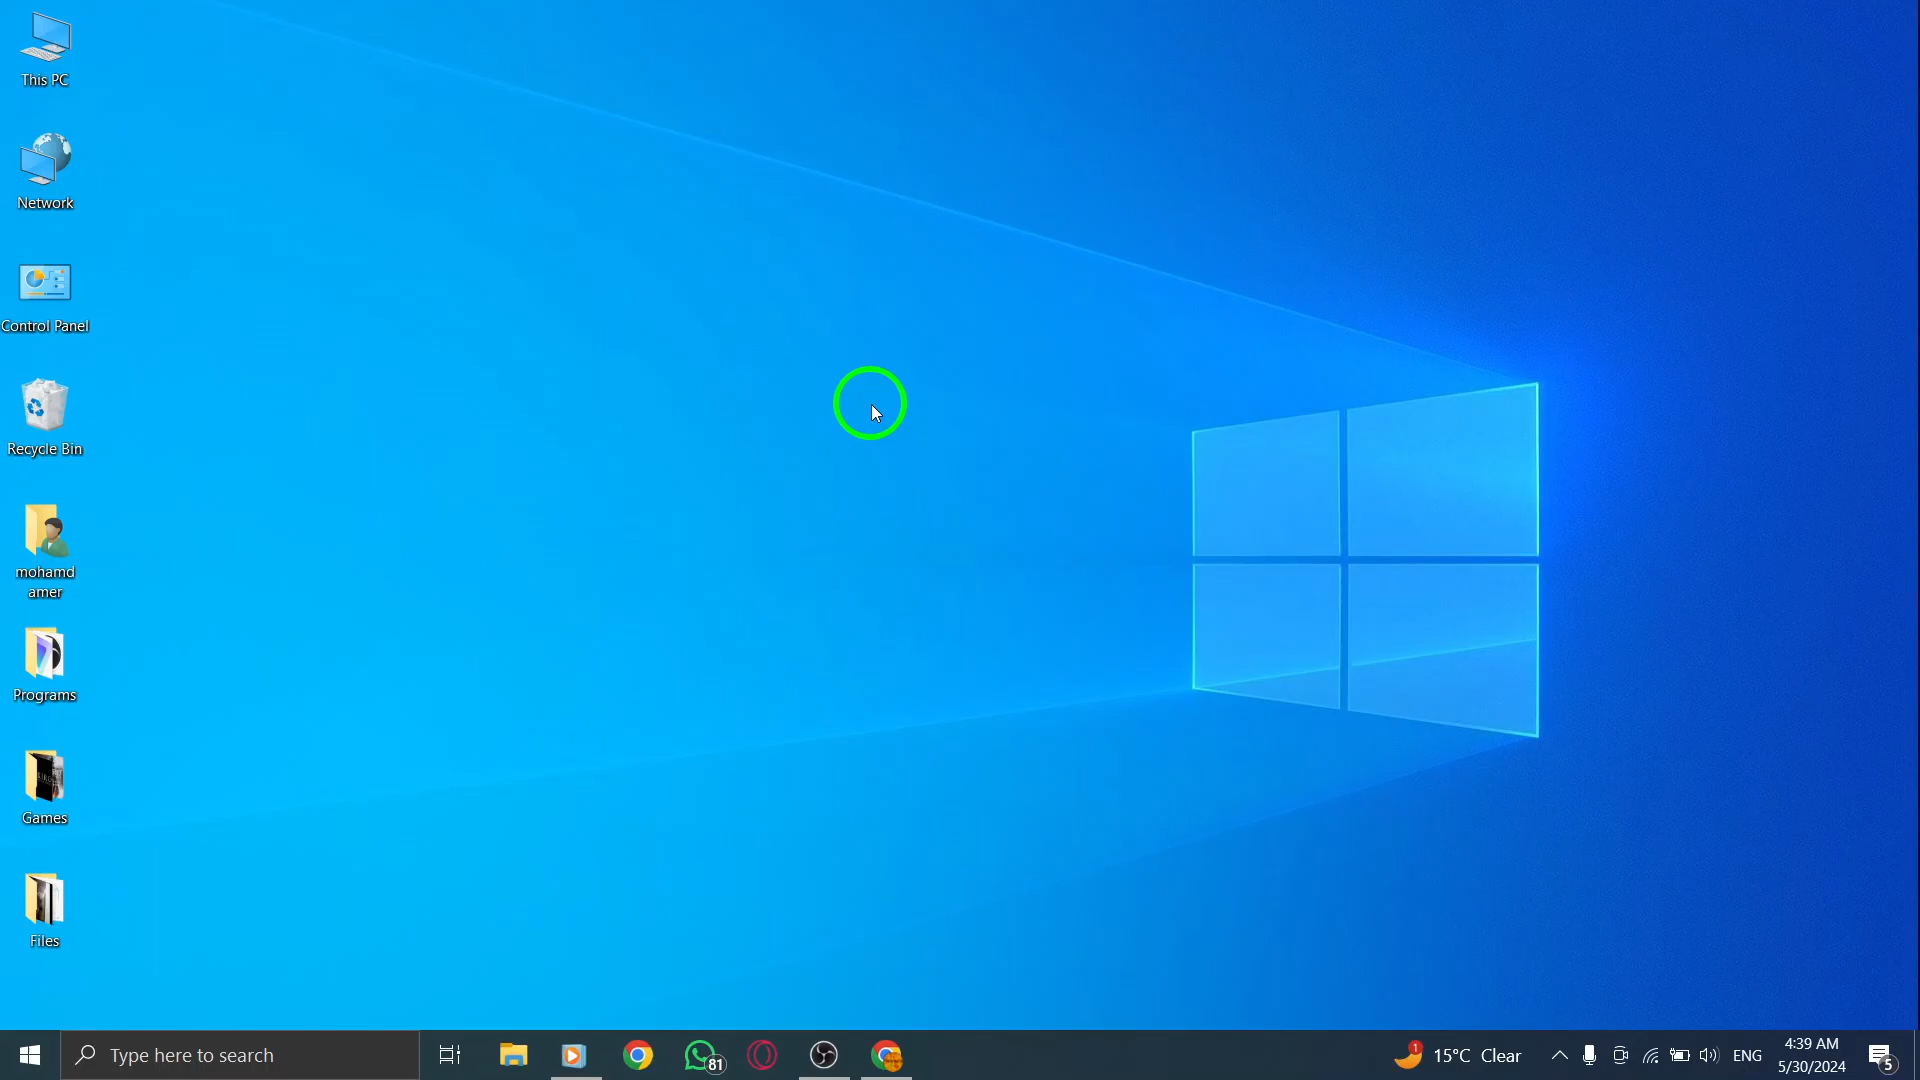 This PC
Network
Control Panel
Recycle Bin
mohamd
amer
Programs
Games
Files
Type here to search
81
1
15°C Clear
ENG
4:39 AM
5/30/2024
5